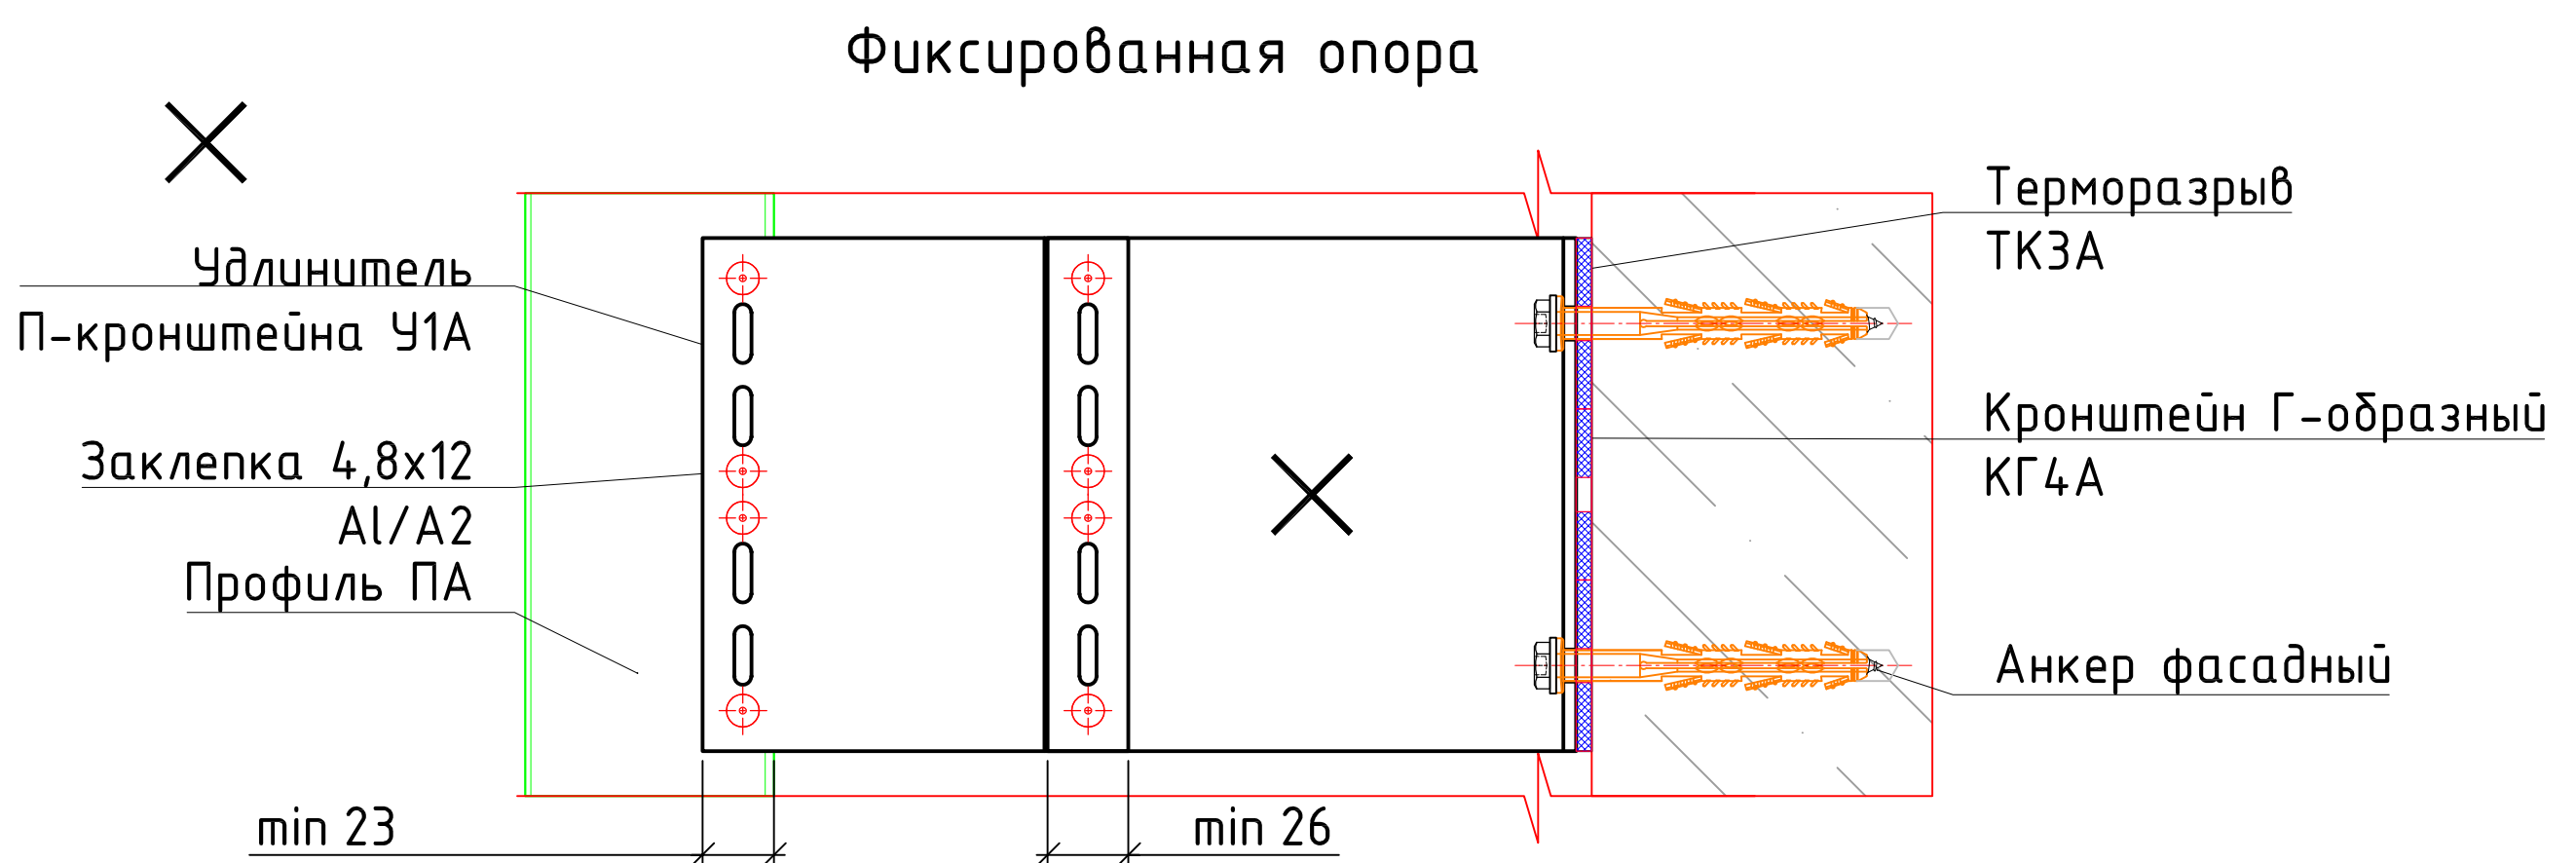 Фиксированная опора
Удлинитель
П-кронштейна У1А
Заклепка 4,8х12
Al/A2
Профиль ПА
min 23
min 26
Терморазрыв
ТК3А
Кронштейн Г-образный
КГ4А
Анкер фасадный